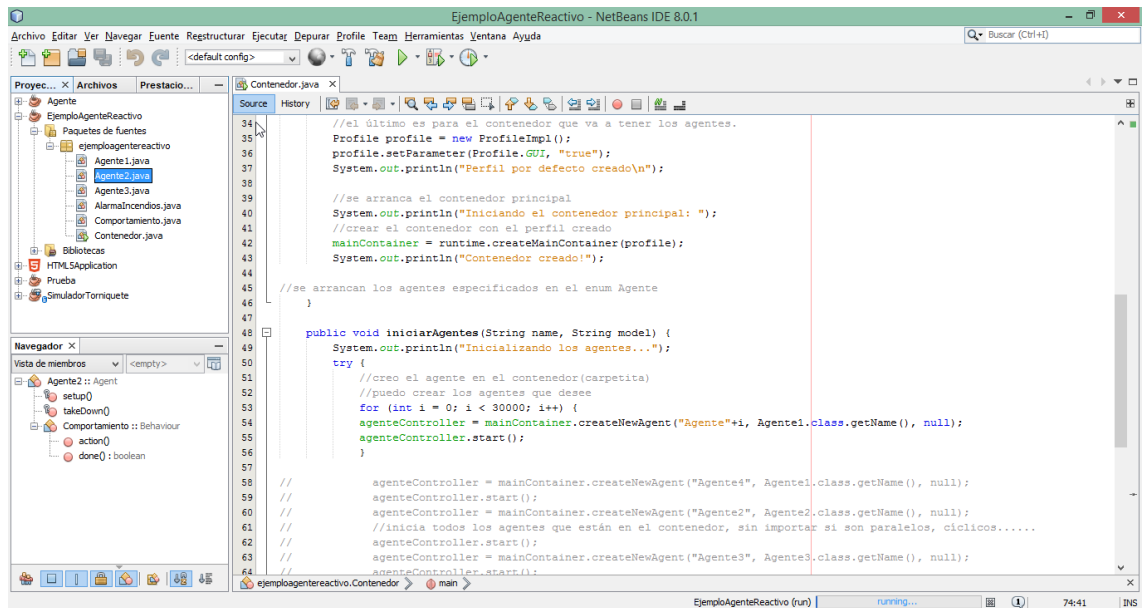 EjemploAgenteReactivo - NetBeans IDE 8.0.1
Archivo Editar Ver Navegar Fuente Reestructurar Ejecutar Depurar Profile Team Herramientas Ventana Ayuda
Buscar (Ctrl+I)
<default config>
Proyec... × Archivos Prestacio...
Agente
EjemploAgenteReactivo
Paquetes de fuentes
ejemploagentereactivo
Agente1.java
Agente2.java
Agente3.java
AlarmaIncendios.java
Comportamiento.java
Contenedor.java
Bibliotecas
HTML5Application
Prueba
SimuladorTorniquete
Navegador ×
Vista de miembros <empty>
Agente2 :: Agent
setup()
takeDown()
Comportamiento :: Behaviour
action()
done() : boolean
Contenedor.java ×
Source History
34 //el último es para el contenedor que va a tener los agentes.
35 Profile profile = new ProfileImpl();
36 profile.setParameter(Profile.GUI, "true");
37 System.out.println("Perfil por defecto creado\n");
38
39 //se arranca el contenedor principal
40 System.out.println("Iniciando el contenedor principal: ");
41 //crear el contenedor con el perfil creado
42 mainContainer = runtime.createMainContainer(profile);
43 System.out.println("Contenedor creado!");
44
45 //se arrancan los agentes especificados en el enum Agente
46 }
47
48 public void iniciarAgentes(String name, String model) {
49 System.out.println("Inicializando los agentes...");
50 try {
51 //creo el agente en el contenedor(carpetita)
52 //puedo crear los agentes que desee
53 for (int i = 0; i < 30000; i++) {
54 agenteController = mainContainer.createNewAgent("Agente"+i, Agente1.class.getName(), null);
55 agenteController.start();
56 }
57
58 // agenteController = mainContainer.createNewAgent("Agente4", Agente1.class.getName(), null);
59 // agenteController.start();
60 // agenteController = mainContainer.createNewAgent("Agente2", Agente2.class.getName(), null);
61 // //inicia todos los agentes que están en el contenedor, sin importar si son paralelos, cíclicos......
62 // agenteController.start();
63 // agenteController = mainContainer.createNewAgent("Agente3", Agente3.class.getName(), null);
64 // agenteController.start();
ejemploagentereactivo.Contenedor main
EjemploAgenteReactivo (run) running... 1 74:41 INS